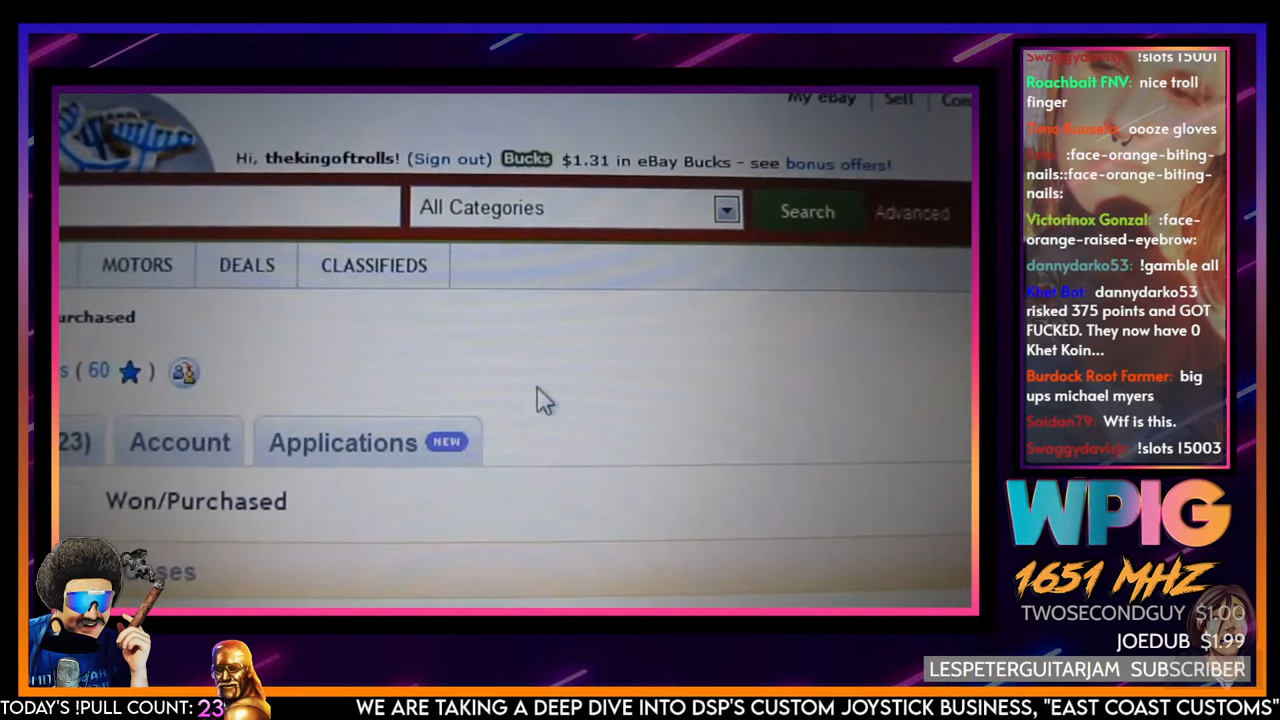 My eBay Sell Com
Hi, thekingoftrolls! (Sign out) Bucks $1.31 in eBay Bucks - see bonus offers!
All Categories
Search Advanced
MOTORS DEALS CLASSIFIEDS
urchased
s ( 60 )
23) Account Applications NEW
Won/Purchased
!slots 15001
Roachbait FNV: nice troll
finger
oooze gloves
:face-orange-biting-
nails::face-orange-biting-
nails:
Victorinox Gonzal: :face-
orange-raised-eyebrow:
dannydarko53: !gamble all
Khet Bot: dannydarko53
risked 375 points and GOT
FUCKED. They now have 0
Khet Koin...
Burdock Root Farmer: big
ups michael myers
Saidan79: Wtf is this.
Swaggydavisjr: !slots 15003
WPIG
1651 MHZ
TWOSECONDGUY $1.00
JOEDUB $1.99
LESPETERGUITARJAM SUBSCRIBER
TODAY'S !PULL COUNT: 23
WE ARE TAKING A DEEP DIVE INTO DSP'S CUSTOM JOYSTICK BUSINESS, "EAST COAST CUSTOMS"